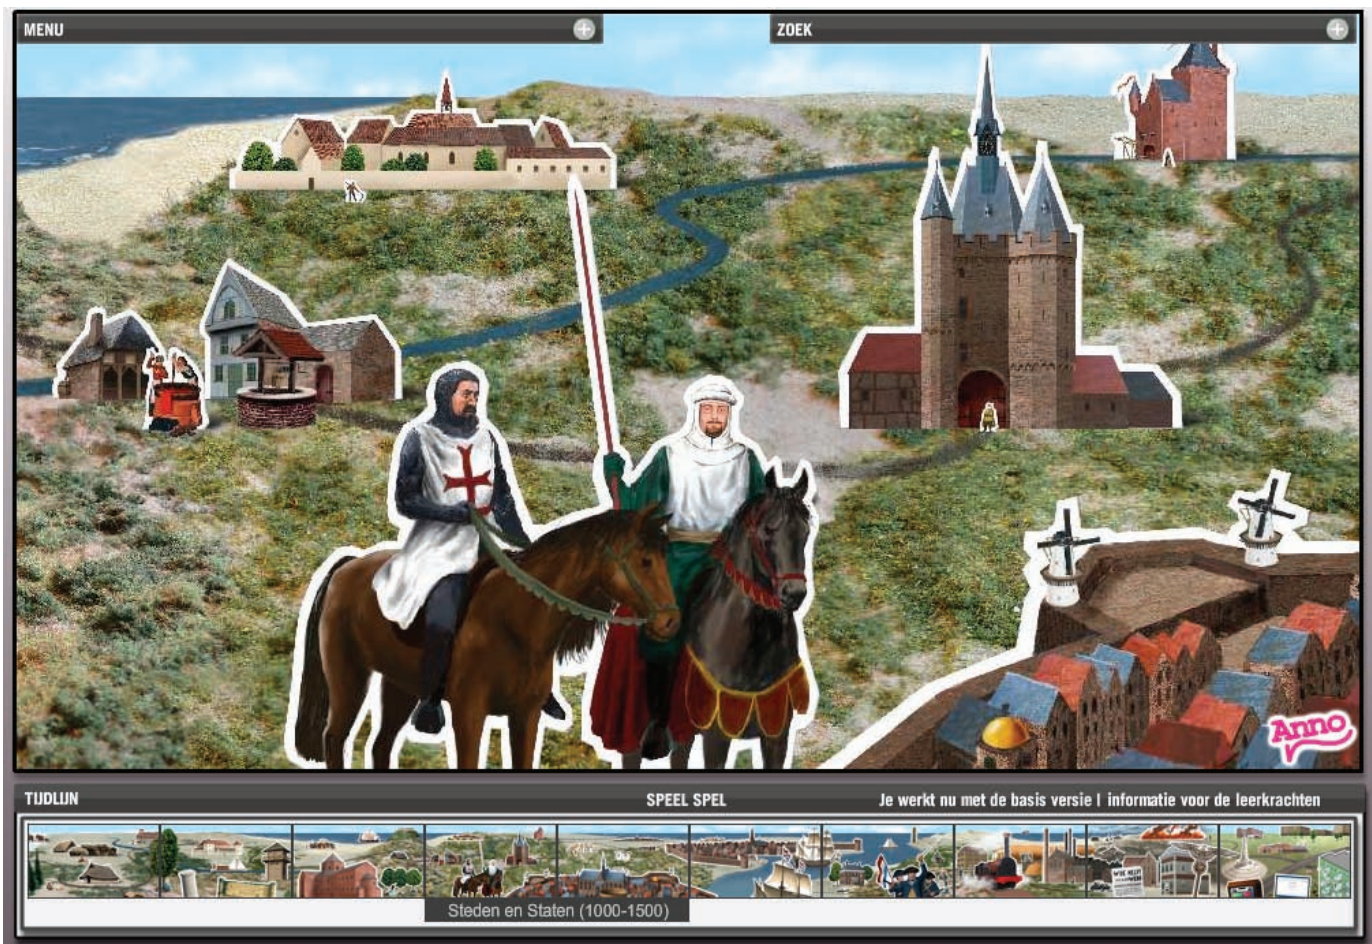 MENU
ZOEK
Anno
TIJDLIJN
SPEEL SPEL
Je werkt nu met de basis versie | informatie voor de leerkrachten
Steden en Staten (1000-1500)